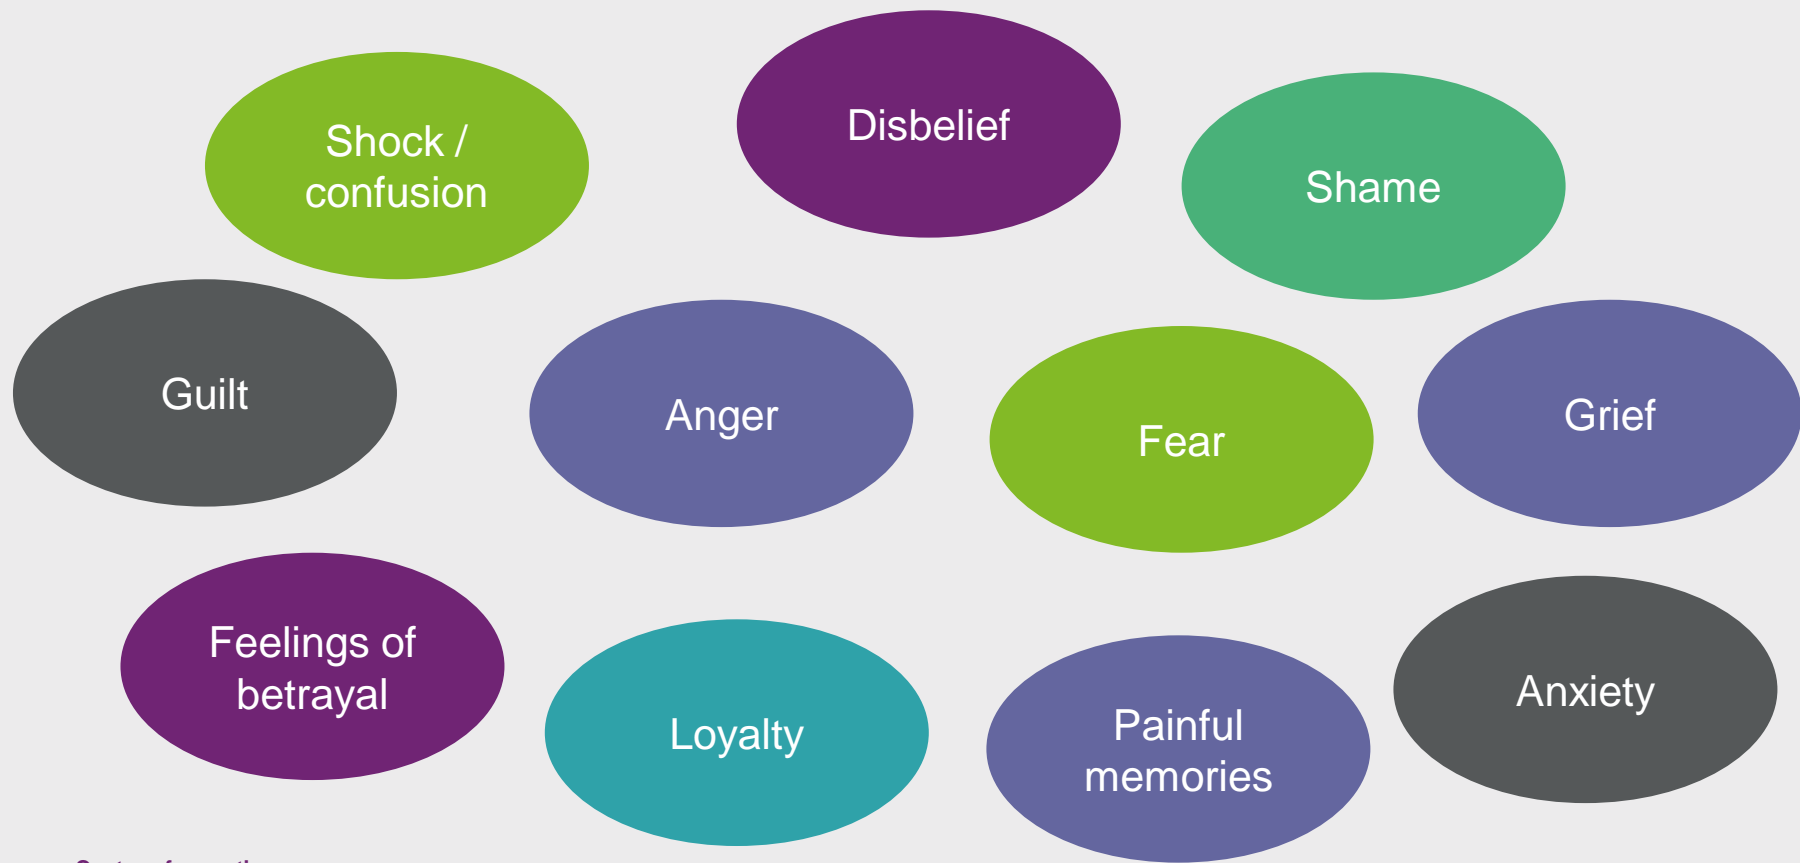 Disbelief
Shock /
confusion
Shame
Guilt
Anger
Fear
Grief
Feelings of
betrayal
Loyalty
Painful
memories
Anxiety